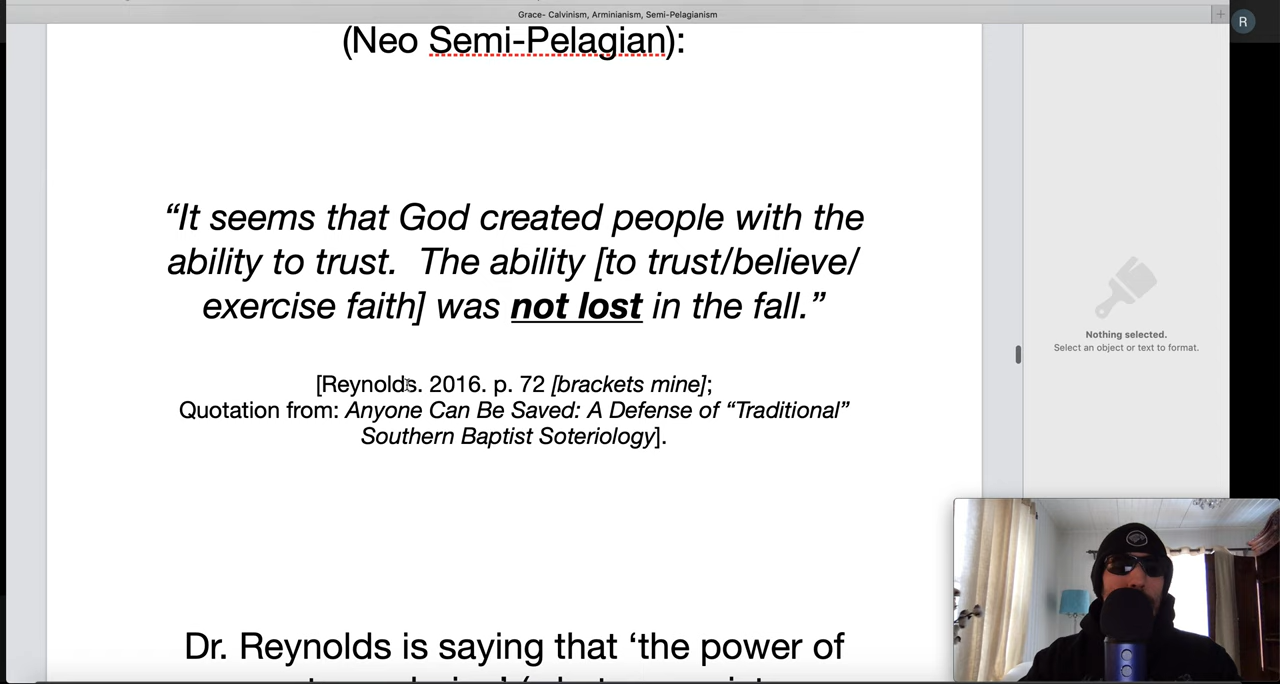 Grace- Calvinism, Arminianism, Semi-Pelagianism
R
(Neo Semi-Pelagian):
“It seems that God created people with the
ability to trust.  The ability [to trust/believe/
exercise faith] was not lost in the fall.”
[Reynolds. 2016. p. 72 [brackets mine];
Quotation from: Anyone Can Be Saved: A Defense of “Traditional”
Southern Baptist Soteriology].
Dr. Reynolds is saying that ‘the power of
Nothing selected.
Select an object or text to format.